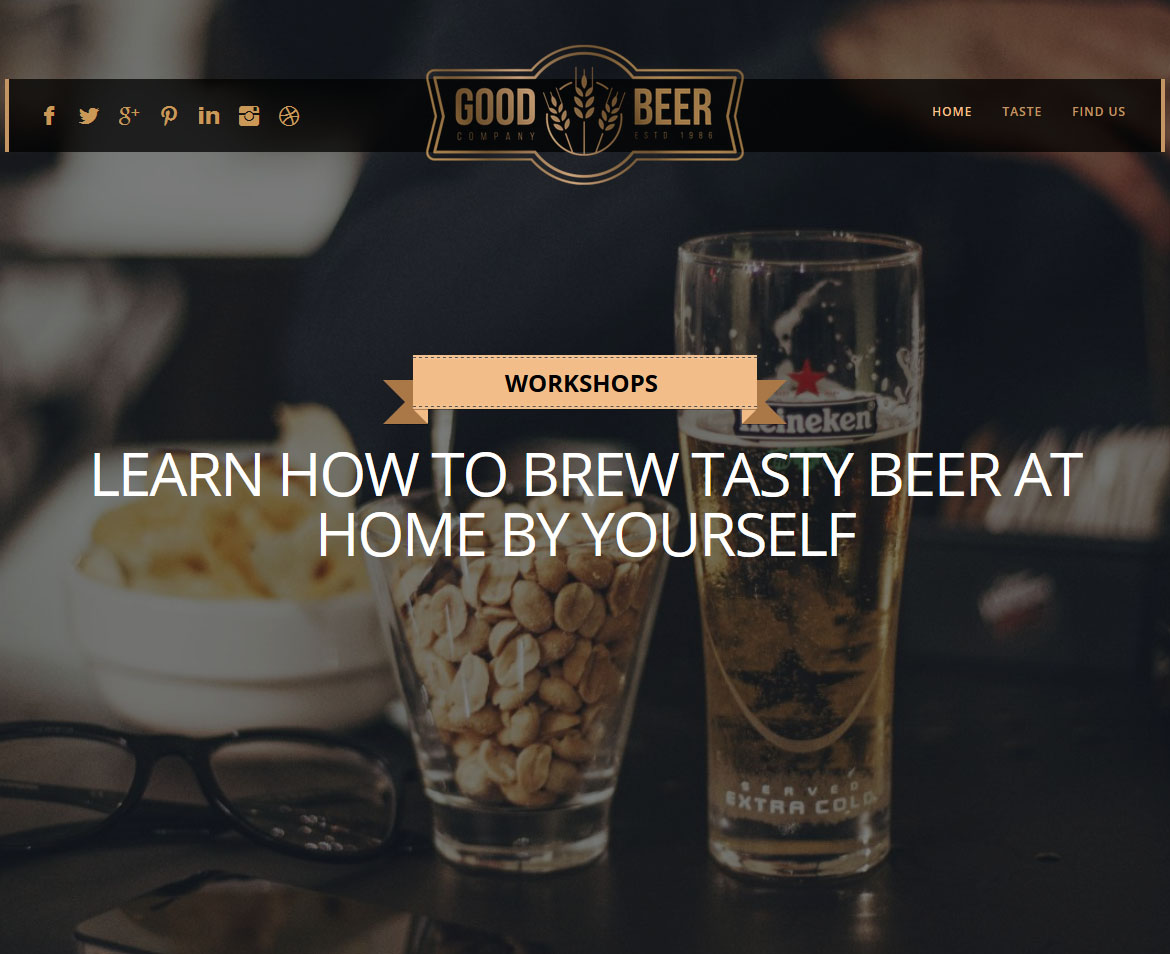 GOOD BEER
COMPANY ESTD 1986
HOME TASTE FIND US
WORKSHOPS
LEARN HOW TO BREW TASTY BEER AT
HOME BY YOURSELF
Heineken
SERVED
EXTRA COLD